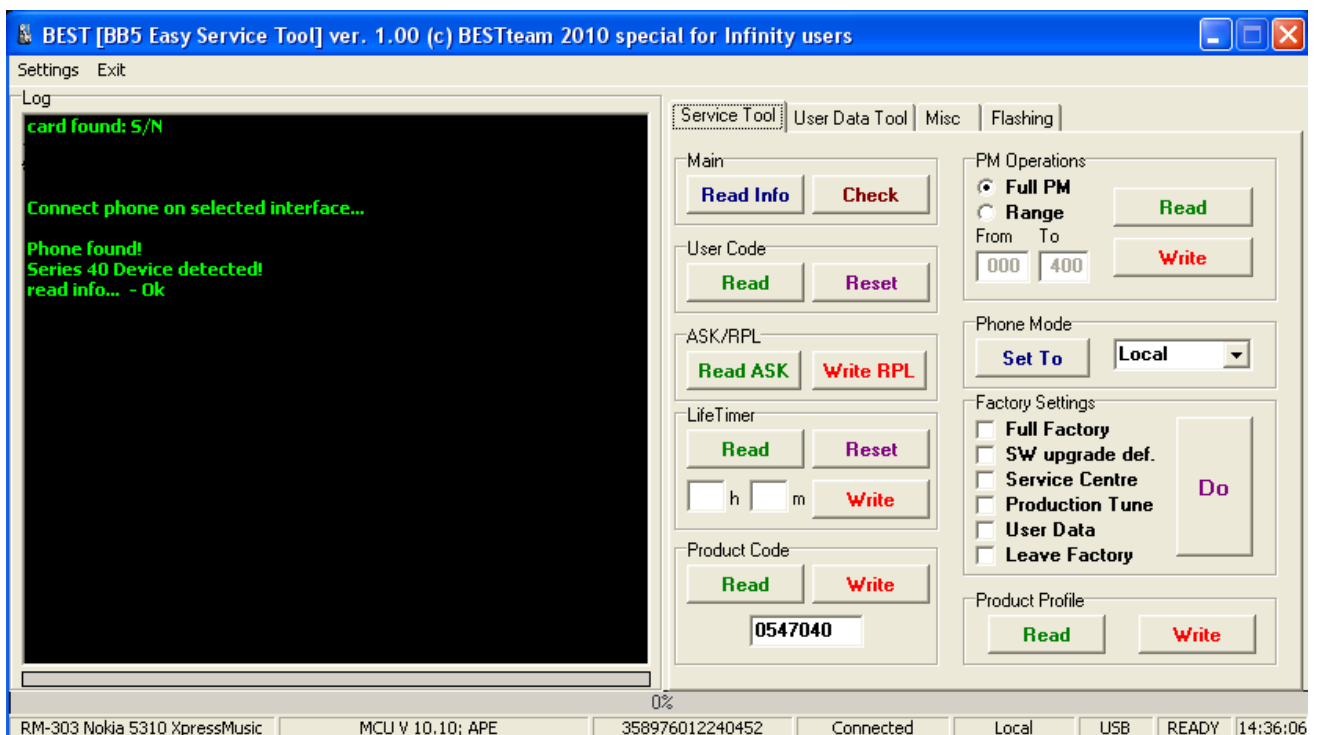 BEST [BB5 Easy Service Tool] ver. 1.00 (c) BESTteam 2010 special for Infinity users
Settings Exit
Log
card found: S/N
Connect phone on selected interface...
Phone found!
Series 40 Device detected!
read info... - Ok
Service Tool User Data Tool Misc Flashing
Main
Read Info Check
User Code
Read Reset
ASK/RPL
Read ASK Write RPL
LifeTimer
Read Reset
h m Write
Product Code
Read Write
0547040
PM Operations
Full PM
Range
Read
From To
000 400
Write
Phone Mode
Set To Local
Factory Settings
Full Factory
SW upgrade def.
Service Centre
Production Tune
User Data
Leave Factory
Do
Product Profile
Read Write
0%
RM-303 Nokia 5310 XpressMusic MCU V 10.10; APE 358976012240452 Connected Local USB READY 14:36:06